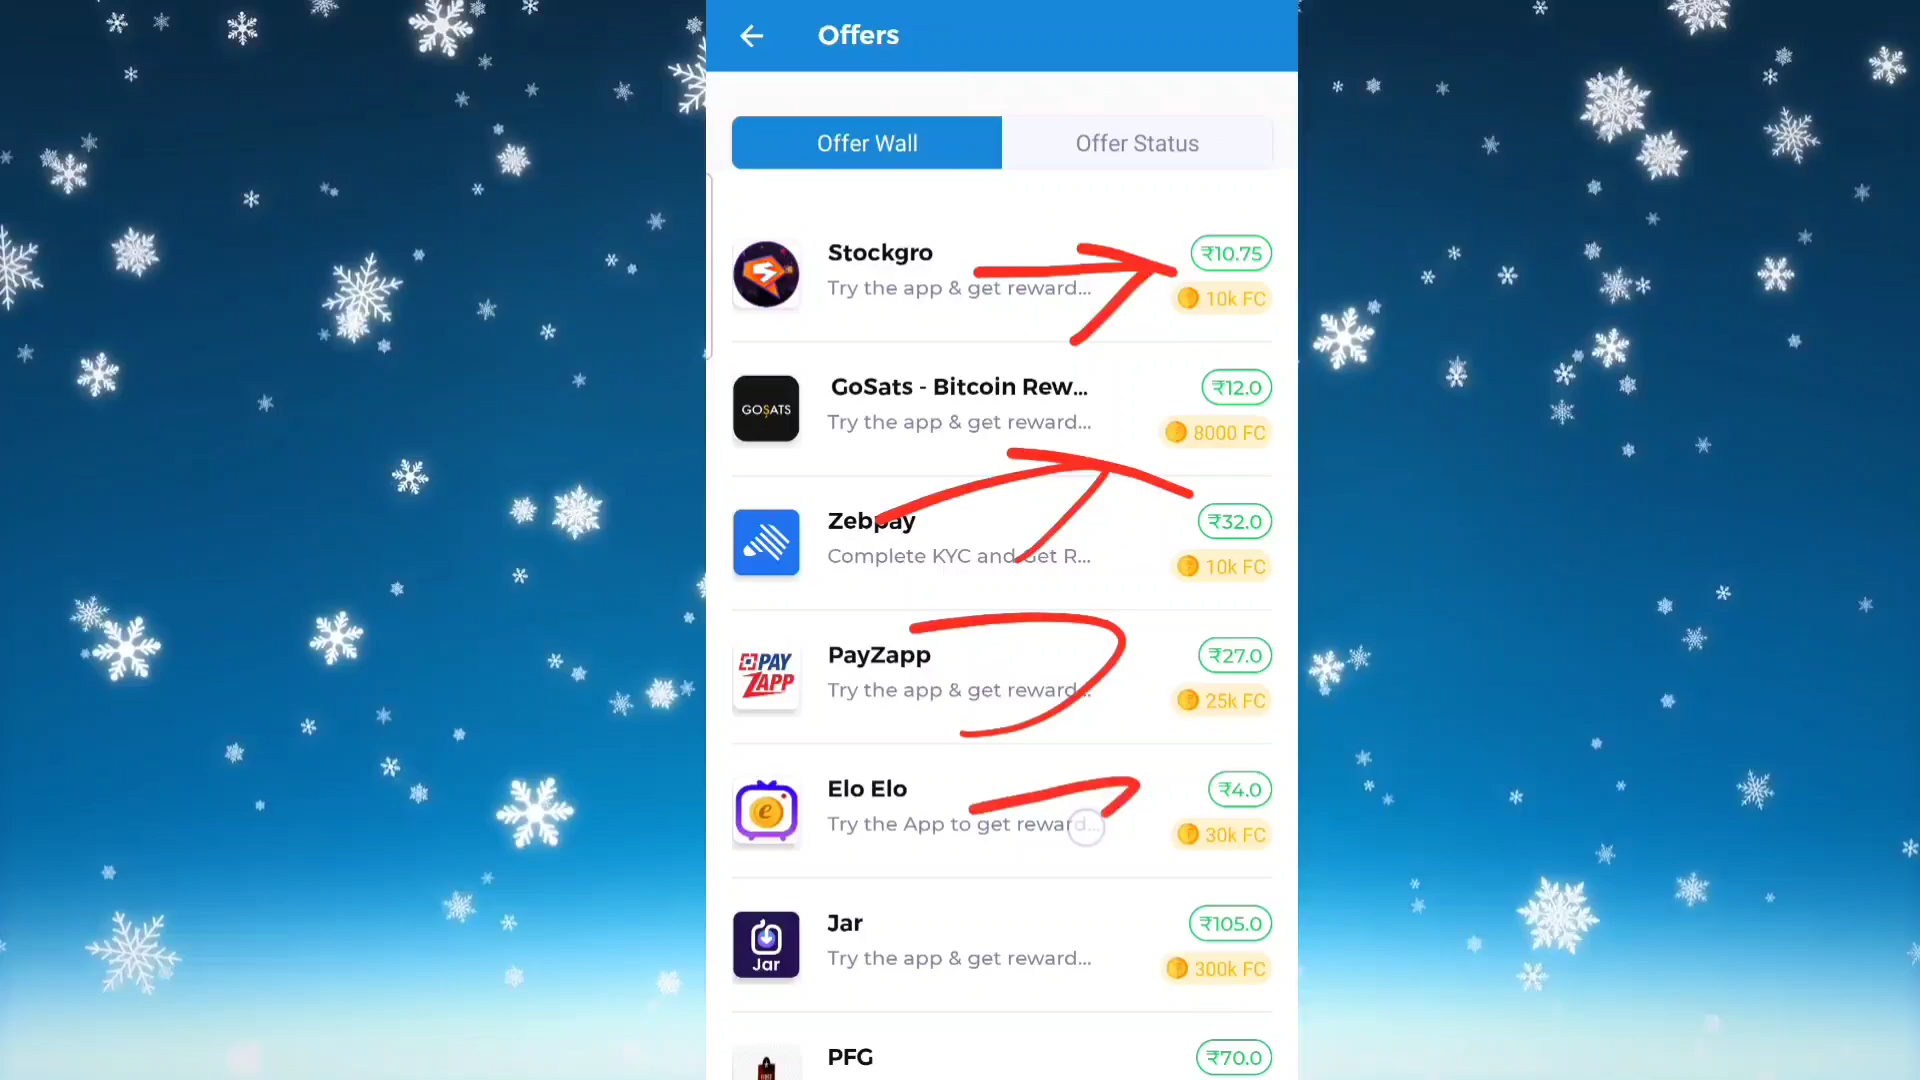 Offers
Offer Wall
Offer Status
Stockgro
₹10.75
Try the app & get reward...
10k FC
GoSats - Bitcoin Rew...
₹12.0
GOSATS
Try the app & get reward...
8000 FC
Zebpay
₹32.0
Complete KYC and Get R...
10k FC
PayZapp
₹27.0
PAY
ZAPP
Try the app & get reward...
25k FC
Elo Elo
₹4.0
e
Try the App to get reward...
30k FC
Jar
₹105.0
Jar
Try the app & get reward...
300k FC
PFG
₹70.0